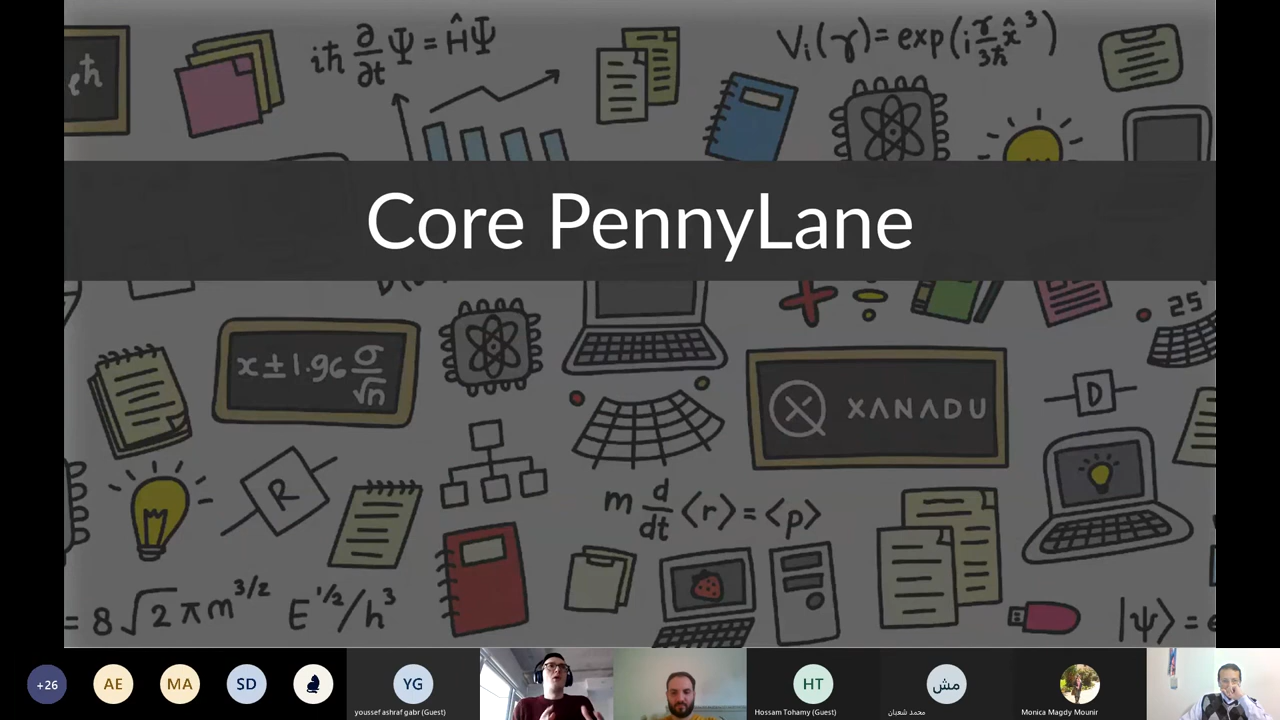 eħ
iħ ∂/∂t Ψ = ĤΨ
Vᵢ(γ) = exp(i γ/3ħ x̂³)
Core PennyLane
x ± 1.96 σ/√n
XANADU
25
D
R
m d/dt ⟨r⟩ = ⟨p⟩
= 8√2πm^3/2 E^1/2/h³
|ψ⟩ =
+26
AE
MA
SD
YG
youssef ashraf gabr (Guest)
HT
Hossam Tohamy (Guest)
مش
محمد شعبان
Monica Magdy Mounir